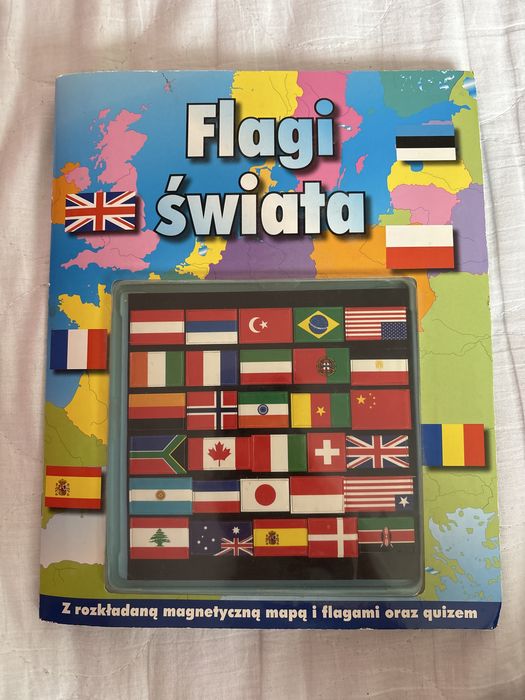 Flagi
świata
Z rozkładaną magnetyczną mapą i flagami oraz quizem